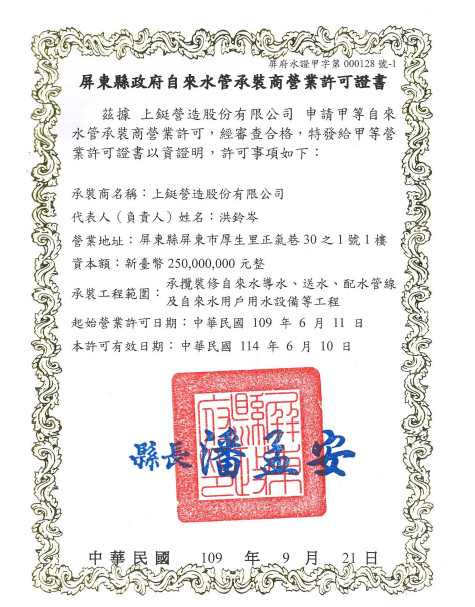 屏府水證甲字第 000128 號-1
屏東縣政府自來水管承裝商營業許可證書
茲據 上鋌營造股份有限公司 申請甲等自來
水管承裝商營業許可,經審查合格,特發給甲等營
業許可證書以資證明,許可事項如下:
承裝商名稱:上鋌營造股份有限公司
代表人(負責人)姓名:洪鈴岑
營業地址:屏東縣屏東市厚生里正氣巷 30 之 1 號 1 樓
資本額:新臺幣 250,000,000 元整
承裝工程範圍:承攬裝修自來水導水、送水、配水管線
及自來水用戶用水設備等工程
起始營業許可日期:中華民國 109 年 6 月 11 日
本許可有效日期:中華民國 114 年 6 月 10 日
屏東縣政府印
縣長 潘孟安
中華民國 109 年 9 月 21 日